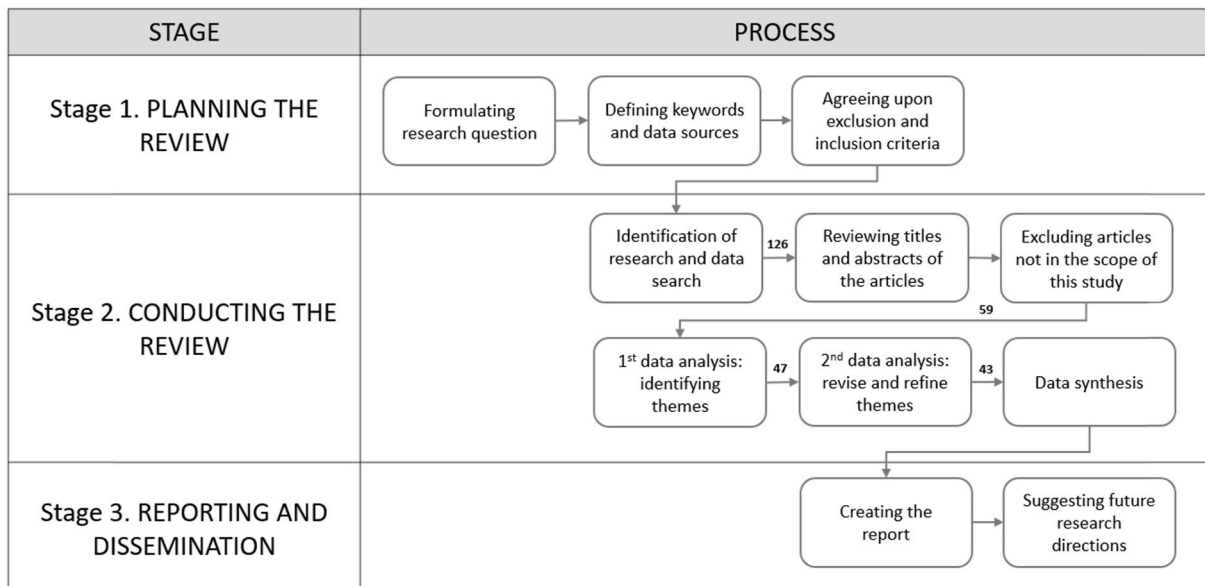 STAGE
PROCESS
Stage 1. PLANNING THE
REVIEW
Formulating
research question
Defining keywords
and data sources
Agreeing upon
exclusion and
inclusion criteria
Stage 2. CONDUCTING THE
REVIEW
Identification of
research and data
search
126
Reviewing titles
and abstracts of
the articles
Excluding articles
not in the scope of
this study
59
1st data analysis:
identifying
themes
47
2nd data analysis:
revise and refine
themes
43
Data synthesis
Stage 3. REPORTING AND
DISSEMINATION
Creating the
report
Suggesting future
research
directions